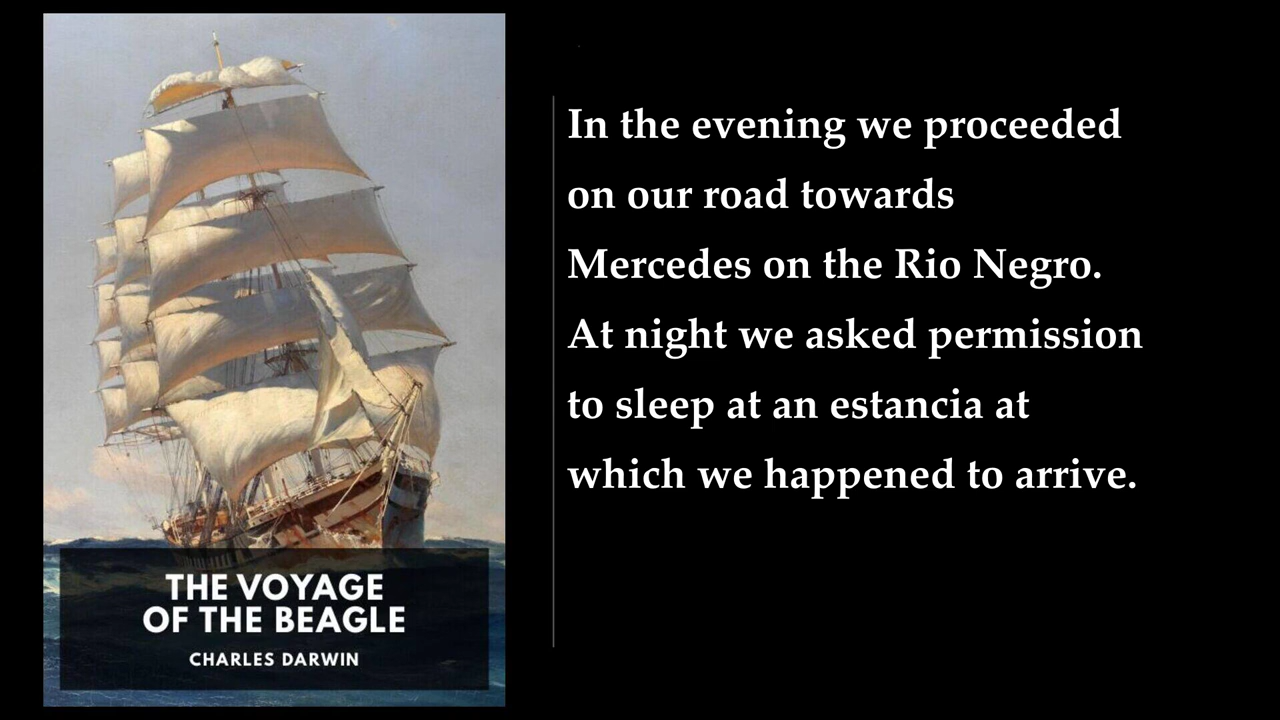 THE VOYAGE
OF THE BEAGLE
CHARLES DARWIN
In the evening we proceeded
on our road towards
Mercedes on the Rio Negro.
At night we asked permission
to sleep at an estancia at
which we happened to arrive.